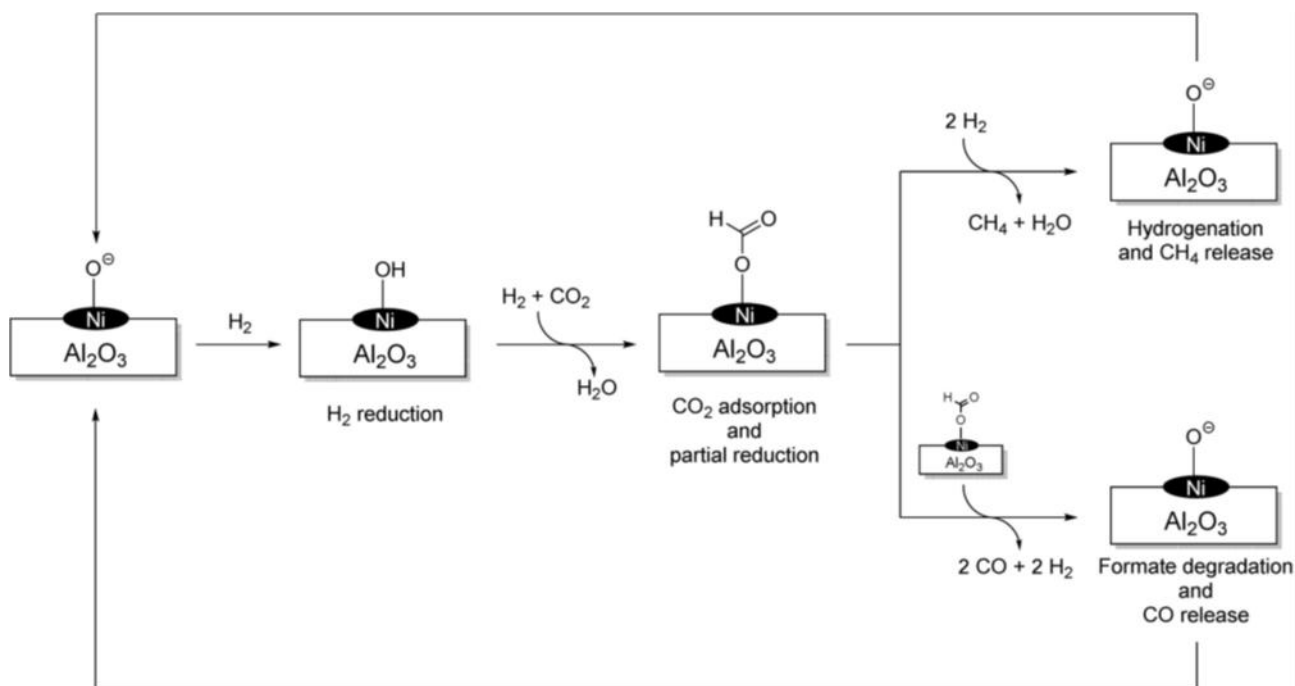 O⊖
Ni
Al₂O₃
H₂
OH
Ni
Al₂O₃
H₂ reduction
H₂ + CO₂
H₂O
H O
O
Ni
Al₂O₃
CO₂ adsorption
and
partial reduction
2 H₂
CH₄ + H₂O
O⊖
Ni
Al₂O₃
Hydrogenation
and CH₄ release
H O
O
Ni
Al₂O₃
2 CO + 2 H₂
O⊖
Ni
Al₂O₃
Formate degradation
and
CO release